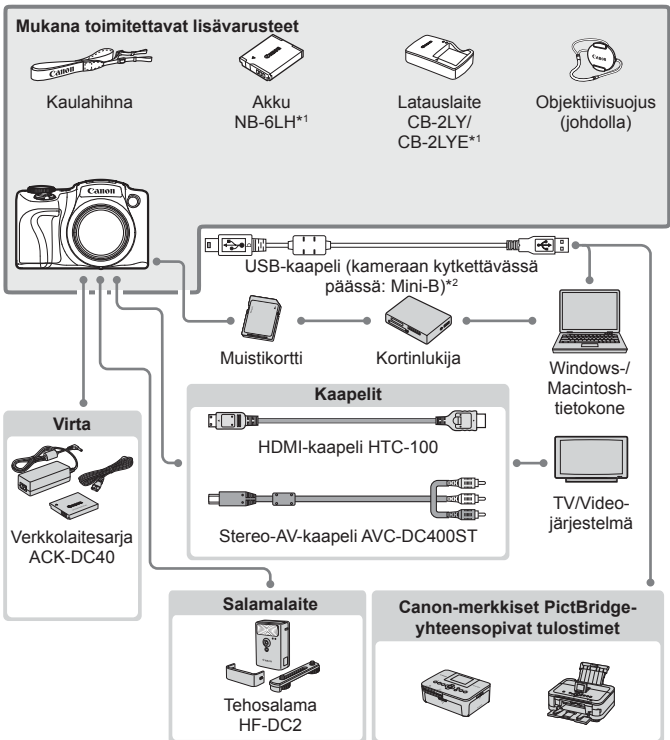 Mukana toimitettavat lisävarusteet
Canon
Kaulahihna
Akku
NB-6LH*1
Latauslaite
CB-2LY/
CB-2LYE*1
Objektiivisuojus
(johdolla)
Canon
USB-kaapeli (kameraan kytkettävässä
päässä: Mini-B)*2
Muistikortti
Kortinlukija
Windows-/
Macintosh-
tietokone
Virta
Verkkolaitesarja
ACK-DC40
Kaapelit
HDMI-kaapeli HTC-100
Stereo-AV-kaapeli AVC-DC400ST
TV/Video-
järjestelmä
Salamalaite
Tehosalama
HF-DC2
Canon-merkkiset PictBridge-
yhteensopivat tulostimet